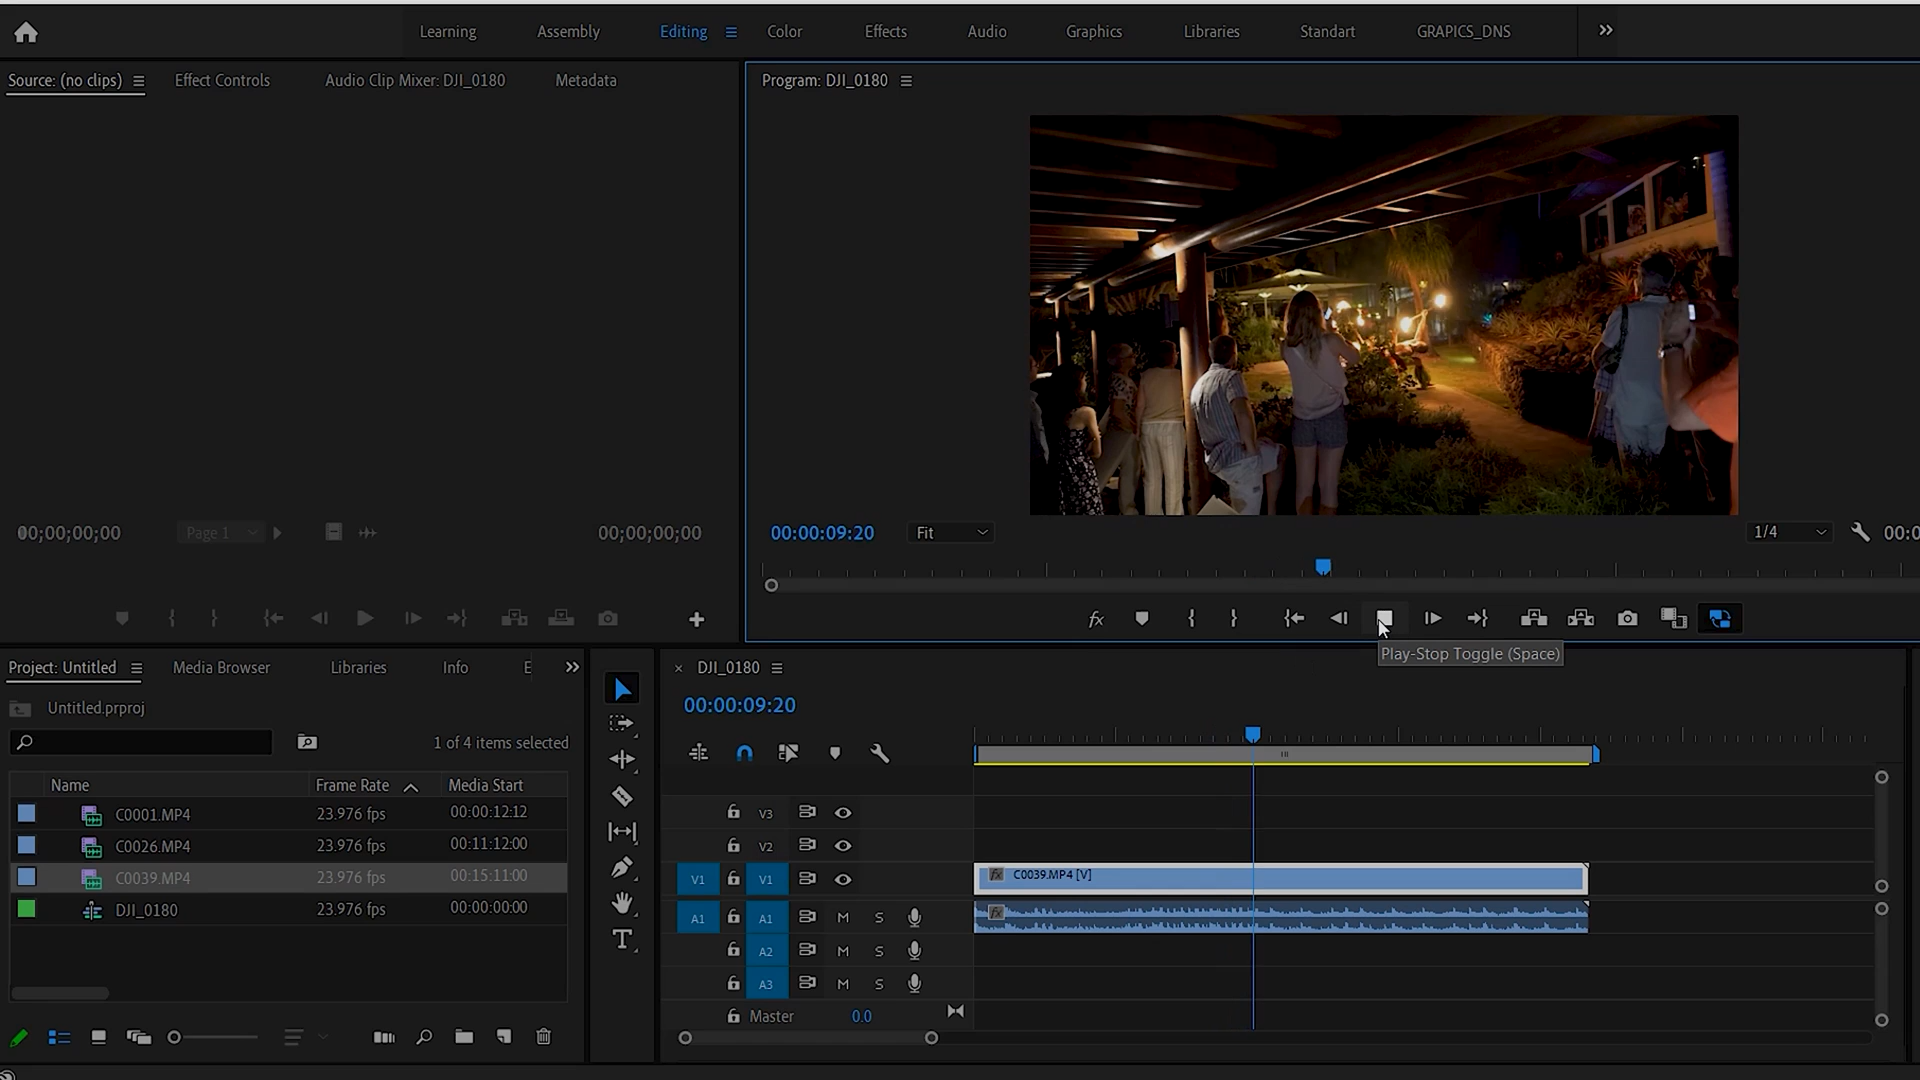 Learning Assembly Editing Color Effects Audio Graphics Libraries Standart GRAPICS_DNS
Source: (no clips) Effect Controls Audio Clip Mixer: DJI_0180 Metadata
Program: DJI_0180
00;00;00;00 Page 1 00;00;00;00
00:00:09:20 Fit 1/4 00:0
Play-Stop Toggle (Space)
Project: Untitled Media Browser Libraries Info E
Untitled.prproj
1 of 4 items selected
Name Frame Rate Media Start
C0001.MP4 23.976 fps 00:00:12:12
C0026.MP4 23.976 fps 00:11:12:00
C0039.MP4 23.976 fps 00:15:11:00
DJI_0180 23.976 fps 00:00:00:00
T
DJI_0180
00:00:09:20
V3
V2
V1 V1 fx C0039.MP4 [V]
A1 A1 M S fx
A2 M S
A3 M S
Master 0.0